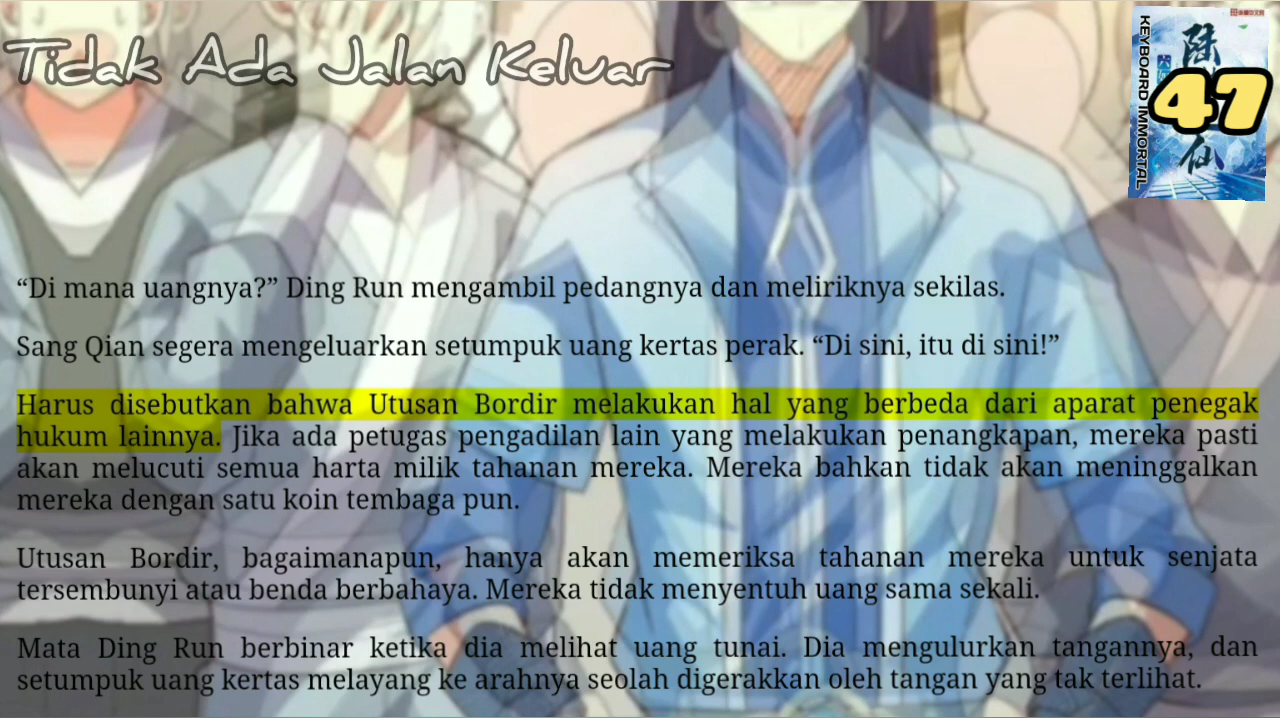 Tidak Ada Jalan Keluar
KEYBOARD IMMORTAL
陆
仙
47
“Di mana uangnya?” Ding Run mengambil pedangnya dan meliriknya sekilas.
Sang Qian segera mengeluarkan setumpuk uang kertas perak. “Di sini, itu di sini!”
Harus disebutkan bahwa Utusan Bordir melakukan hal yang berbeda dari aparat penegak
hukum lainnya. Jika ada petugas pengadilan lain yang melakukan penangkapan, mereka pasti
akan melucuti semua harta milik tahanan mereka. Mereka bahkan tidak akan meninggalkan
mereka dengan satu koin tembaga pun.
Utusan Bordir, bagaimanapun, hanya akan memeriksa tahanan mereka untuk senjata
tersembunyi atau benda berbahaya. Mereka tidak menyentuh uang sama sekali.
Mata Ding Run berbinar ketika dia melihat uang tunai. Dia mengulurkan tangannya, dan
setumpuk uang kertas melayang ke arahnya seolah digerakkan oleh tangan yang tak terlihat.